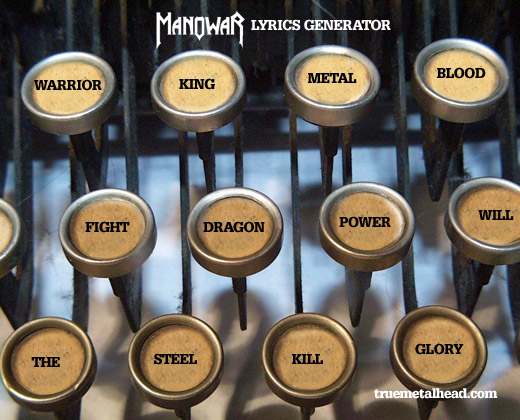 MANOWAR LYRICS GENERATOR
WARRIOR KING METAL BLOOD
FIGHT DRAGON POWER WILL
THE STEEL KILL GLORY
truemetalhead.com